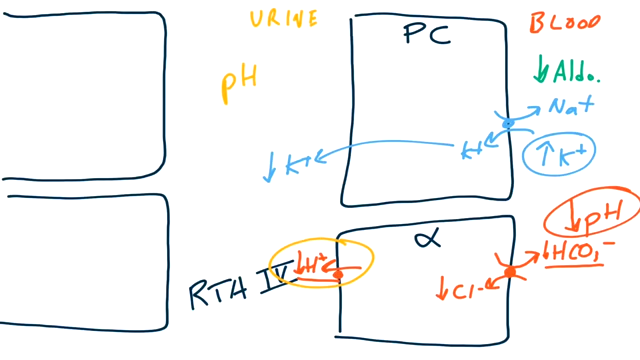 URINE
PC
BLOOD
pH
↓Aldo.
Na+
↓K+
K+
↑K+
↓pH
α
↓HCO3-
RTA IV
↓H+
↓Cl-